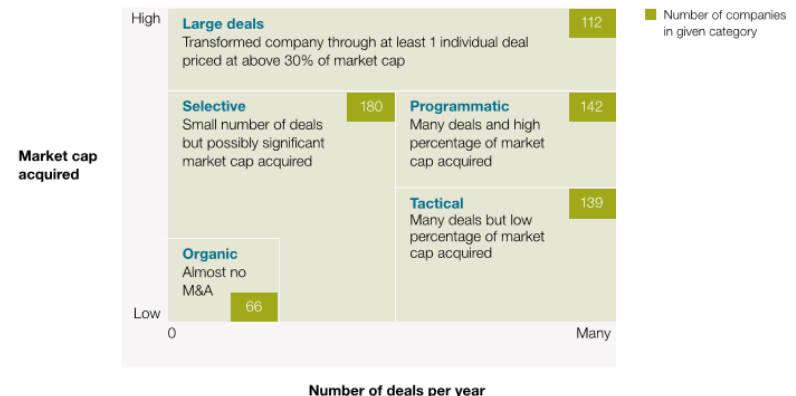 High
Large deals
112
Transformed company through at least 1 individual deal
priced at above 30% of market cap
Number of companies
in given category
Selective
180
Small number of deals
but possibly significant
market cap acquired
Programmatic
142
Many deals and high
percentage of market
cap acquired
Market cap
acquired
Tactical
139
Many deals but low
percentage of market
cap acquired
Organic
Almost no
M&A
66
Low
0
Many
Number of deals per year